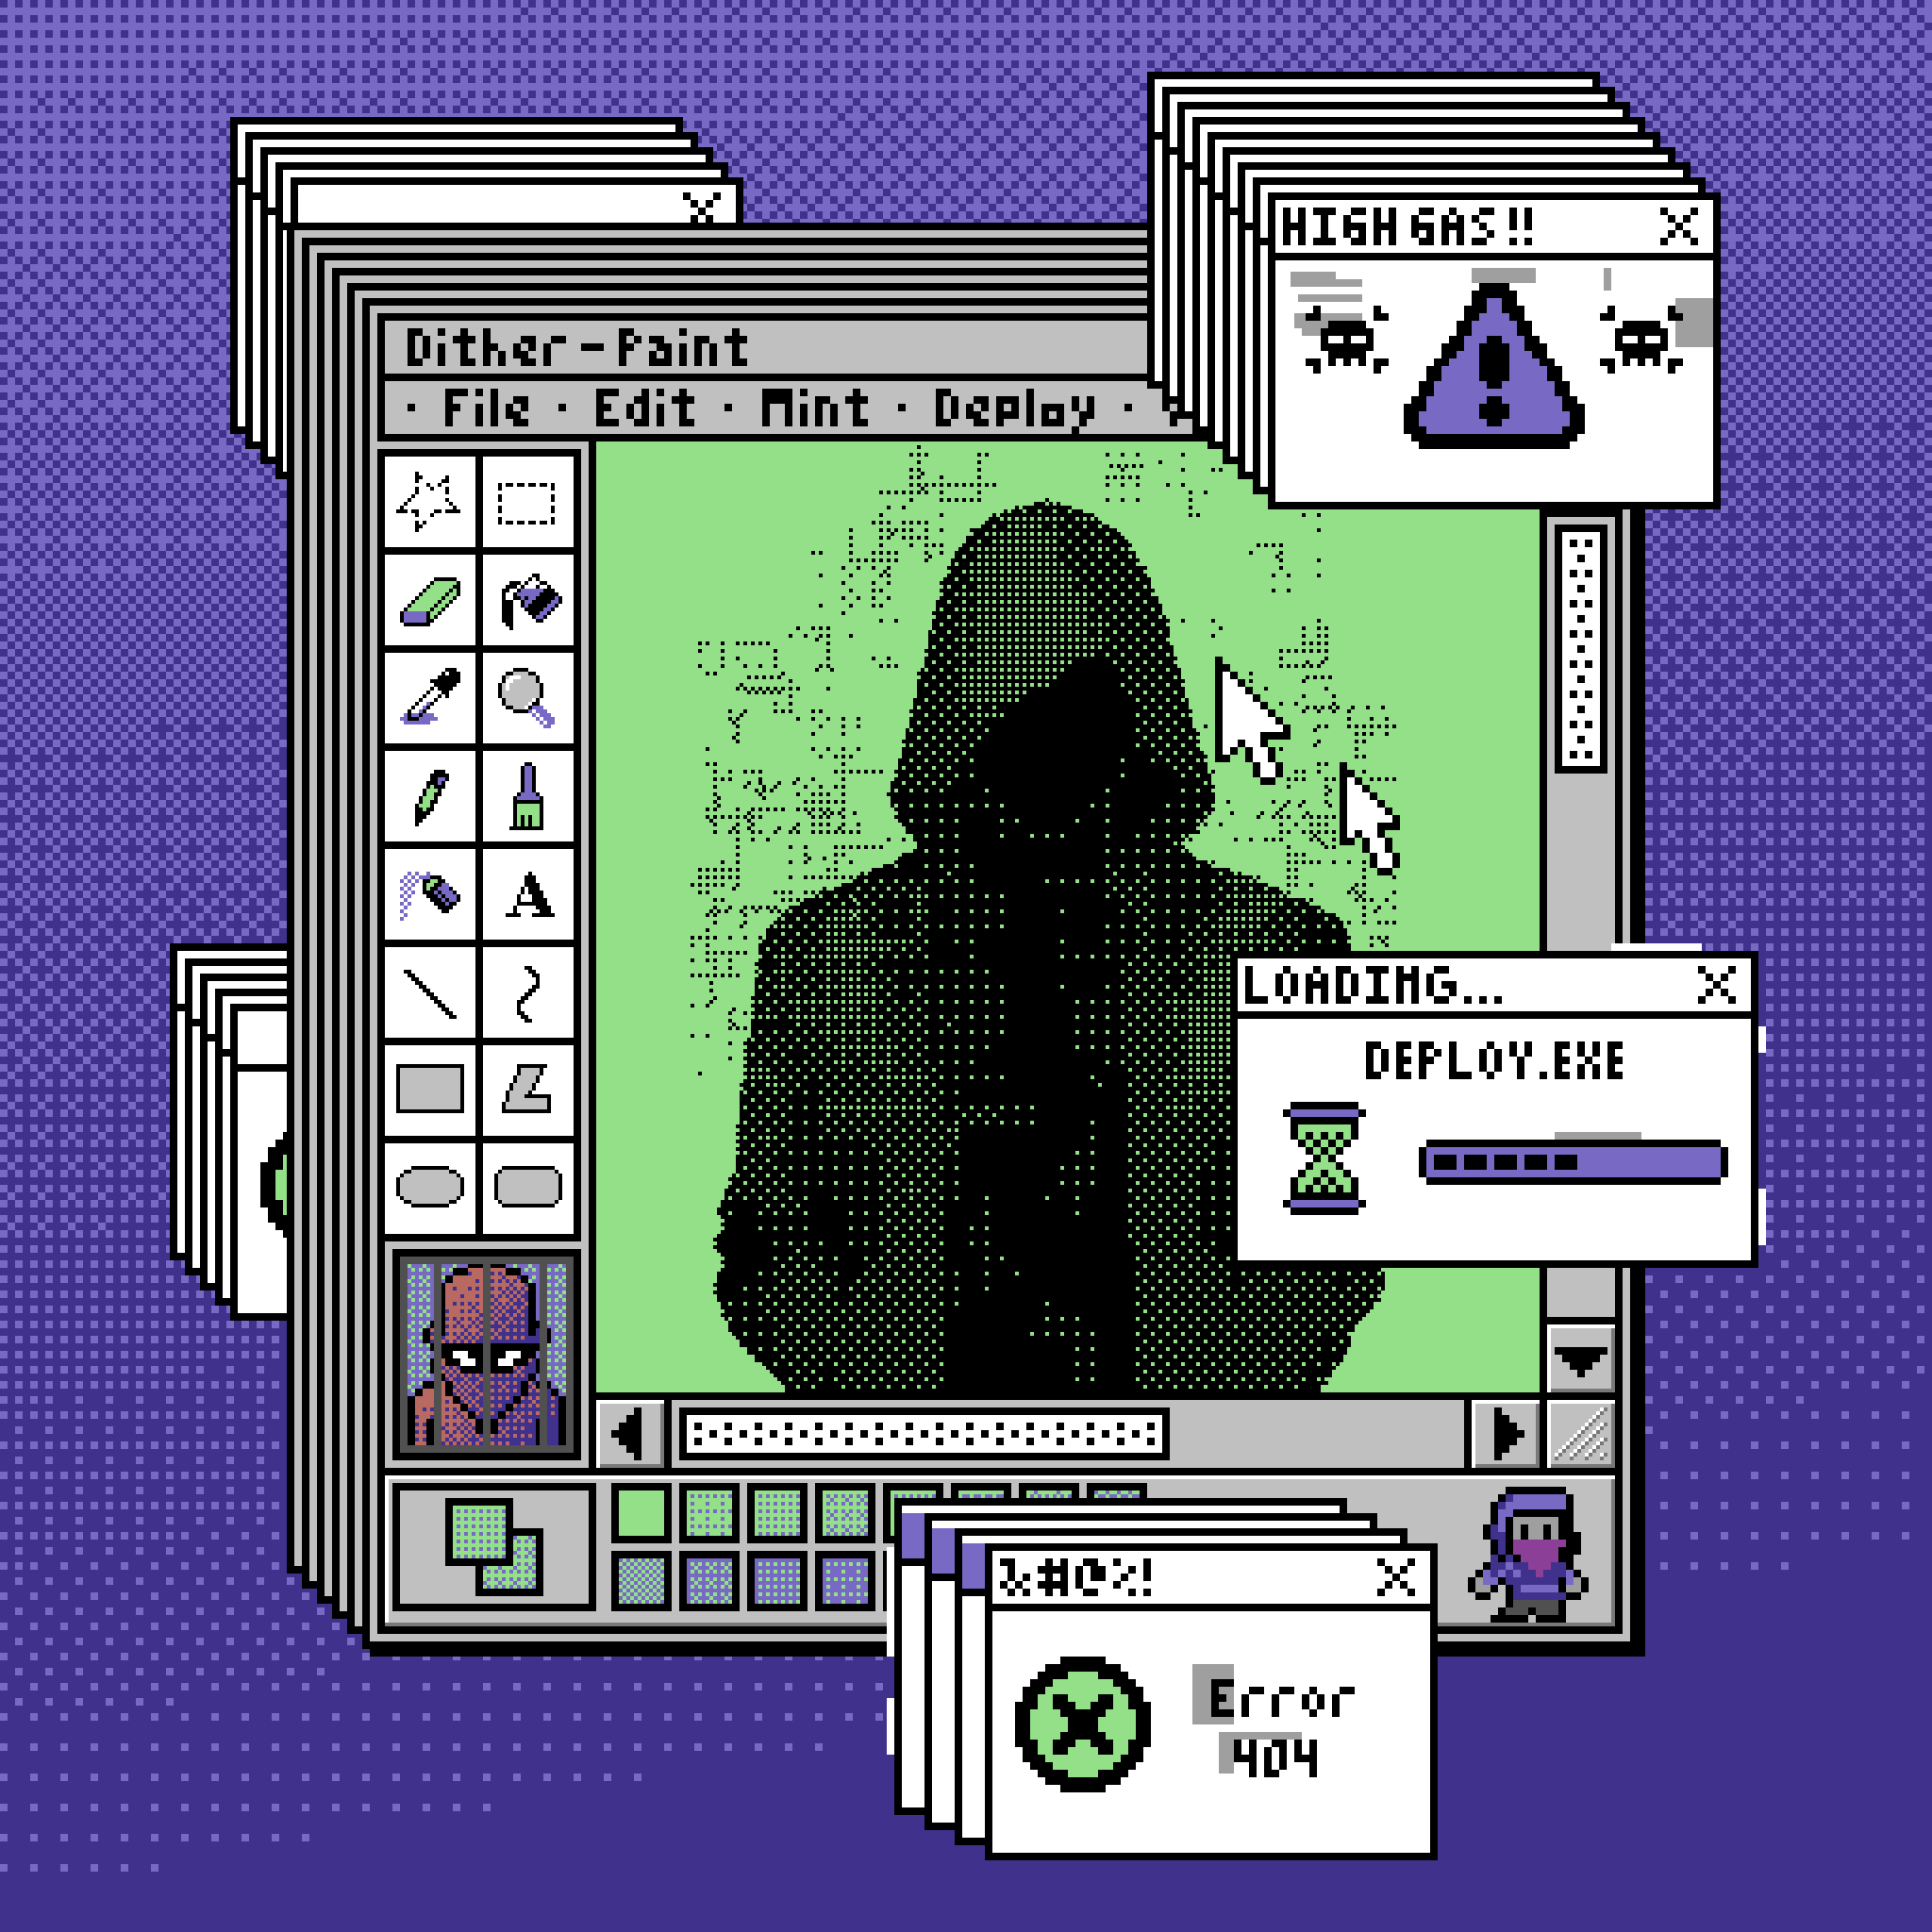 HIGH GAS!!
Dither-Paint
· File · Edit · Mint · Deploy ·
A
LOADING...
DEPLOY.EXE
%#@%!
Error
404